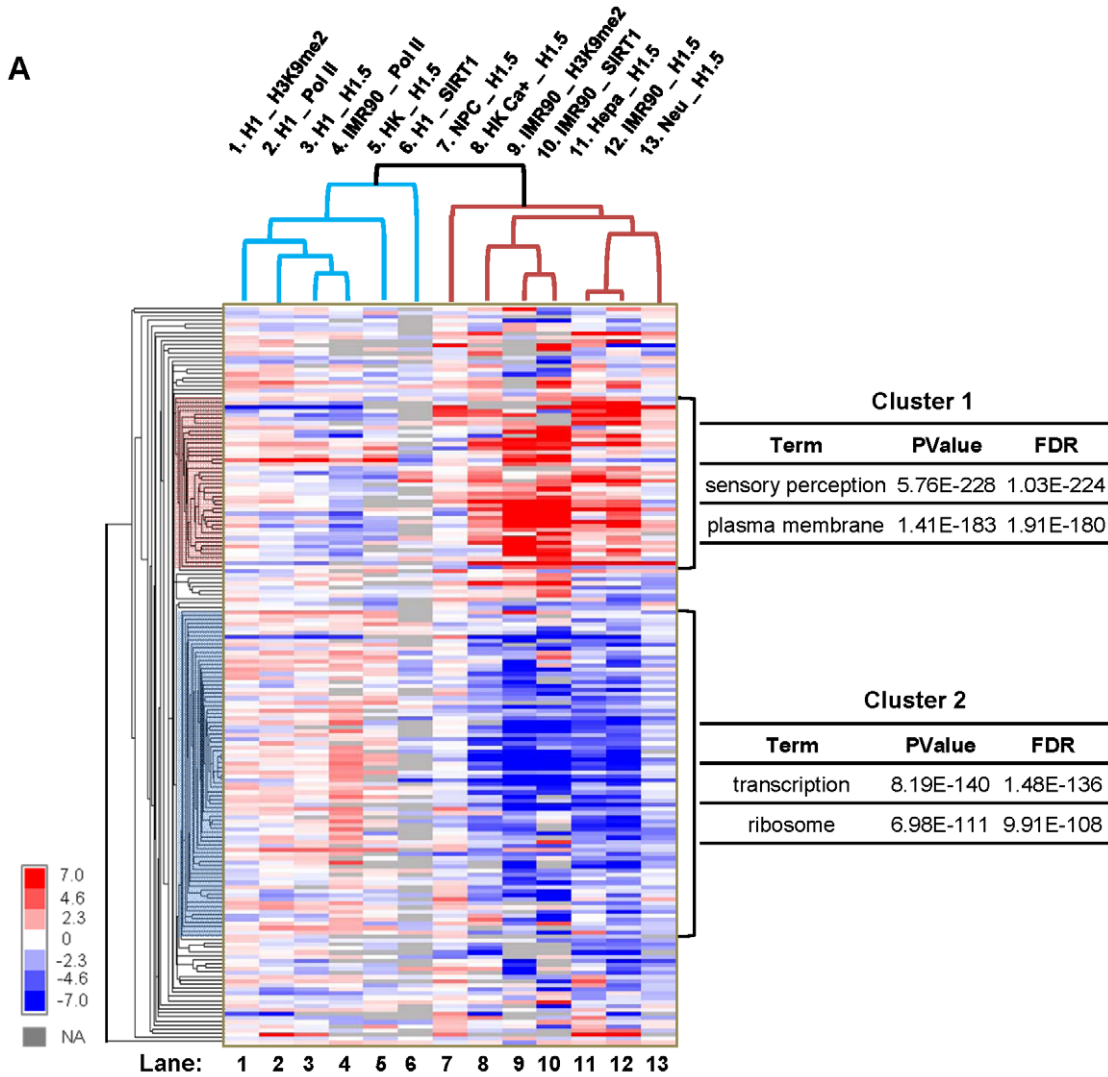 A
1. H1 _ H3K9me2
2. H1 _ Pol II
3. H1 _ H1.5
4. IMR90 _ Pol II
5. HK _ H1.5
6. H1 _ SIRT1
7. NPC _ H1.5
8. HK Ca+ _ H1.5
9. IMR90 _ H3K9me2
10. IMR90 _ SIRT1
11. Hepa _ H1.5
12. IMR90 _ H1.5
13. Neu _ H1.5
Cluster 1
Term PValue FDR
sensory perception 5.76E-228 1.03E-224
plasma membrane 1.41E-183 1.91E-180
Cluster 2
Term PValue FDR
transcription 8.19E-140 1.48E-136
ribosome 6.98E-111 9.91E-108
7.0
4.6
2.3
0
-2.3
-4.6
-7.0
NA
Lane: 1 2 3 4 5 6 7 8 9 10 11 12 13